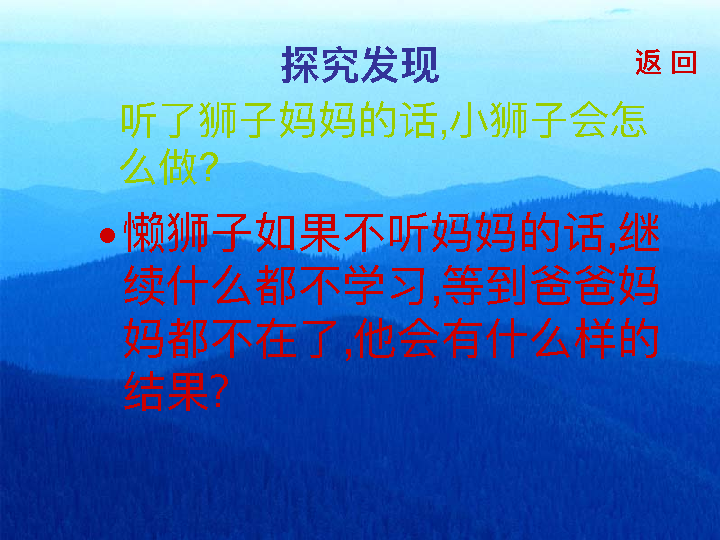 探究发现
返 回
听了狮子妈妈的话,小狮子会怎
么做?
•懒狮子如果不听妈妈的话,继
续什么都不学习,等到爸爸妈
妈都不在了,他会有什么样的
结果?